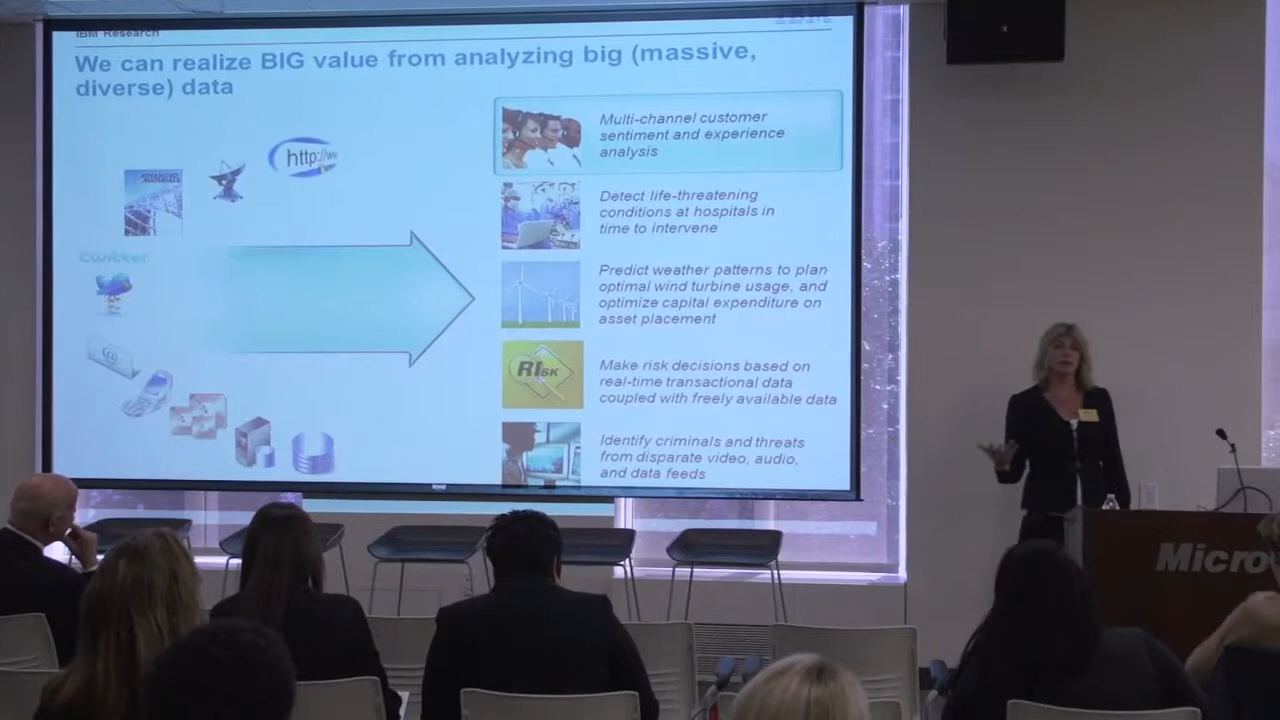 IBM Research
IBM
We can realize BIG value from analyzing big (massive,
diverse) data
Multi-channel customer
sentiment and experience
analysis
http://w
ADVANCED
MATERIALS
Detect life-threatening
conditions at hospitals in
time to intervene
twitter
@
Predict weather patterns to plan
optimal wind turbine usage, and
optimize capital expenditure on
asset placement
RISK
Make risk decisions based on
real-time transactional data
coupled with freely available data
Identify criminals and threats
from disparate video, audio,
and data feeds
Micro